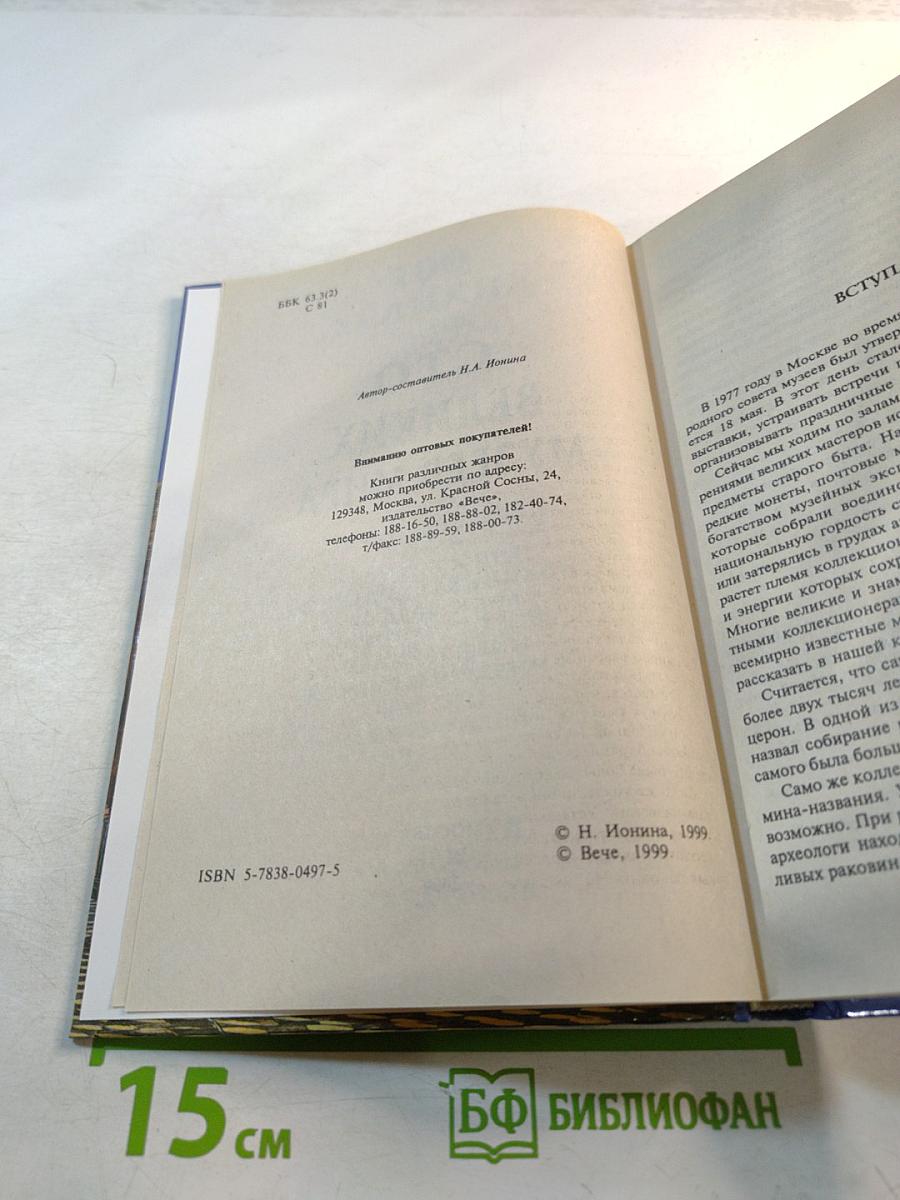 ББК 63.3(2)
С 81
Автор-составитель Н.А. Ионина
Вниманию оптовых покупателей!
Книги различных жанров
можно приобрести по адресу:
129348, Москва, ул. Красной Сосны, 24,
издательство «Вече»,
телефоны: 188-16-50, 188-88-02, 182-40-74,
т/факс: 188-89-59, 188-00-73.
© Н. Ионина, 1999.
© Вече, 1999.
ISBN 5-7838-0497-5
ВСТУП
В 1977 году в Москве во время
родного совета музеев был утвер
ется 18 мая. В этот день стал
выставки, устраивать встречи
организовывать праздничные
Сейчас мы ходим по залам
рениями великих мастеров ис
предметы старого быта. На
редкие монеты, почтовые м
богатством музейных эксп
которые собрали воедино
национальную гордость с
или затерялись в грудах а
растет племя коллекцион
и энергии которых сохр
Многие великие и знам
тными коллекционера
всемирно известные м
рассказать в нашей к
Считается, что са
более двух тысяч ле
церон. В одной из
назвал собирание
самого была больш
Само же колле
мина-названия. У
возможно. При р
археологи наход
ливых раковин
15 см
БФ БИБЛИОФАН